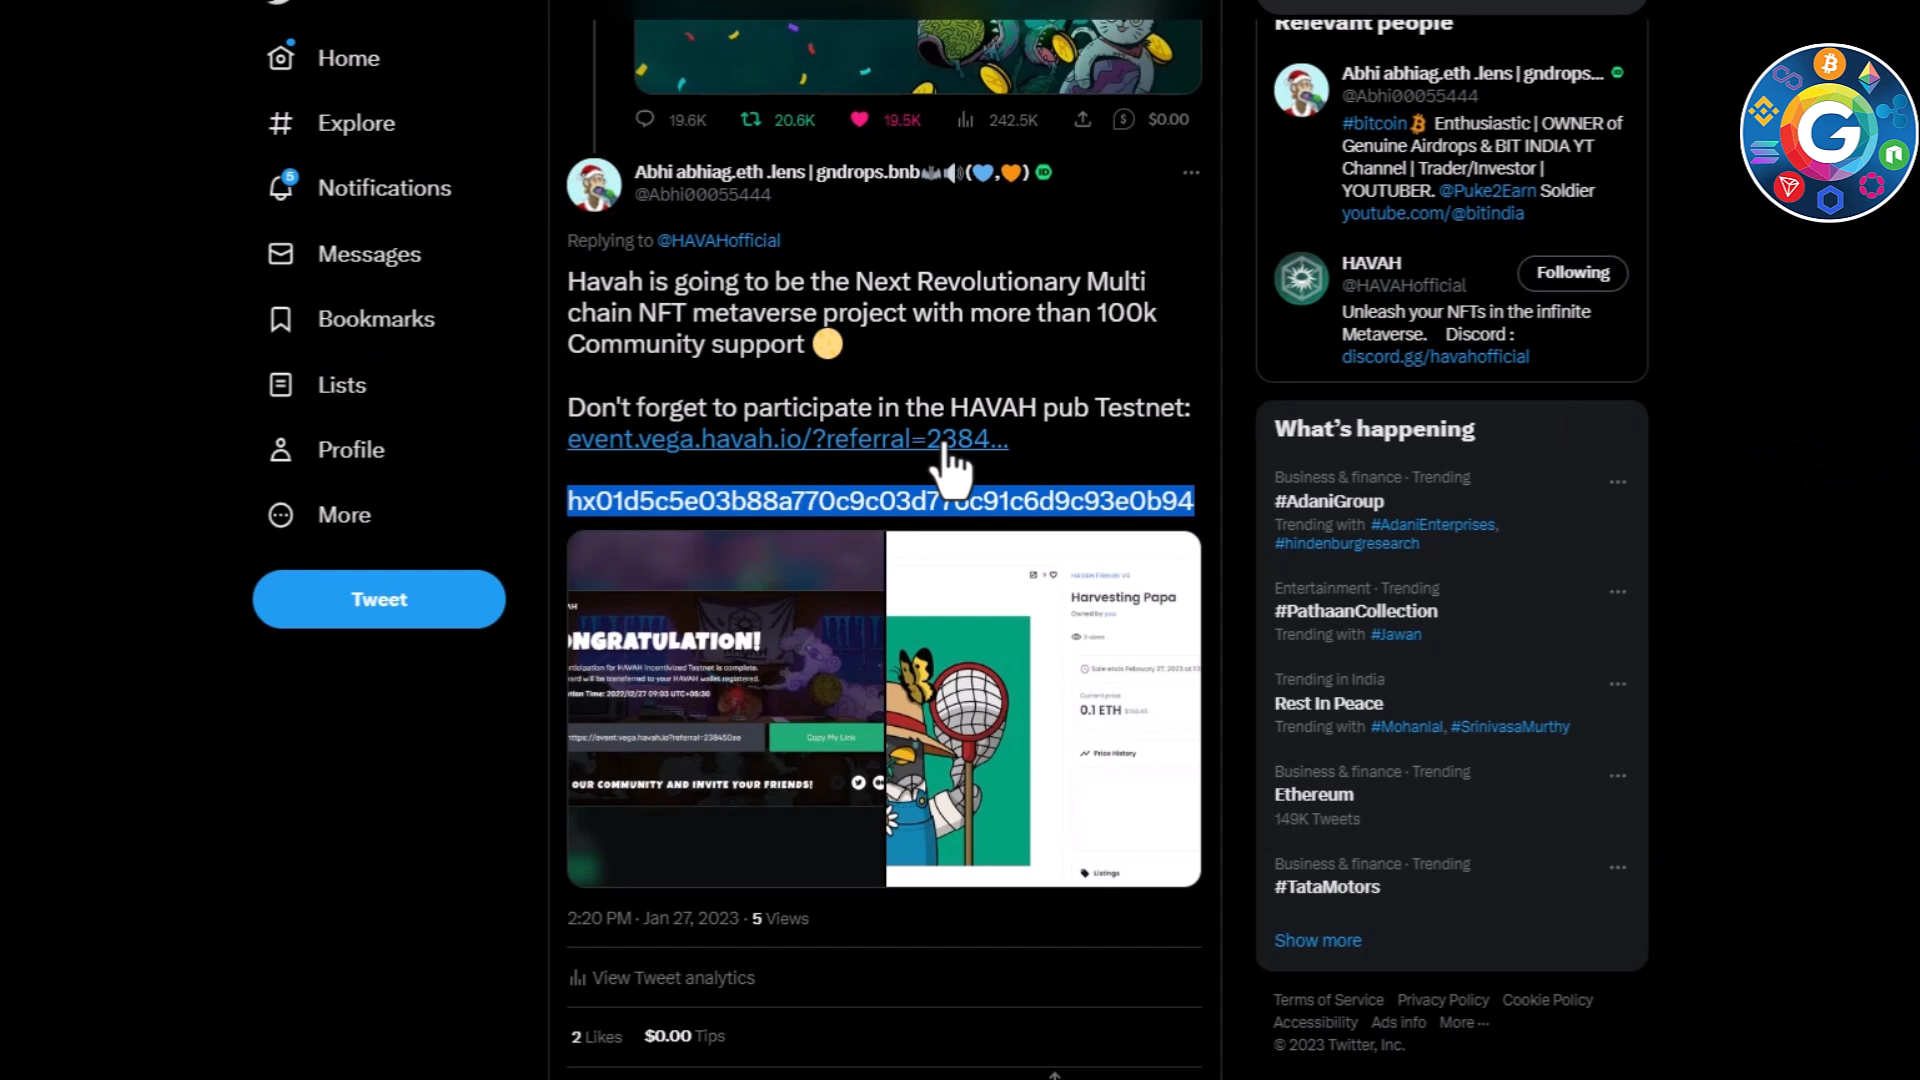 Home
Explore
5
Notifications
Messages
Bookmarks
Lists
Profile
More
Tweet
19.6K
20.6K
19.5K
242.5K
$0.00
Abhi abhiag.eth .lens | gndrops.bnb🦇🔊(💙,🧡)
@Abhi00055444
Replying to @HAVAHofficial
Havah is going to be the Next Revolutionary Multi
chain NFT metaverse project with more than 100k
Community support 🌕
Don't forget to participate in the HAVAH pub Testnet:
event.vega.havah.io/?referral=2384...
ONGRATULATION!
rticipation for HAVAH Incentivized Testnet is complete.
ard will be transferred to your HAVAH wallet registered.
tion Time: 2022/12/27 09:03 UTC+05:30
https://event.vega.havah.io?referral=238450ae
Copy My Link
OUR COMMUNITY AND INVITE YOUR FRIENDS!
HAVAH Friends V2
Harvesting Papa
Owned by you
3 views
Sale ends February 27, 2023 at 1:3
Current price
0.1 ETH
Price History
Listings
2:20 PM · Jan 27, 2023 · 5 Views
View Tweet analytics
2 Likes $0.00 Tips
Relevant people
Abhi abhiag.eth .lens | gndrops...
@Abhi00055444
#bitcoin Enthusiastic | OWNER of
Genuine Airdrops & BIT INDIA YT
Channel | Trader/Investor |
YOUTUBER. @Puke2Earn Soldier
youtube.com/@bitindia
HAVAH
@HAVAHofficial
Following
Unleash your NFTs in the infinite
Metaverse. Discord :
discord.gg/havahofficial
What's happening
Business & finance · Trending
#AdaniGroup
Trending with #AdaniEnterprises,
#hindenburgresearch
Entertainment · Trending
#PathaanCollection
Trending with #Jawan
Trending in India
Rest In Peace
Trending with #Mohanlal, #SrinivasaMurthy
Business & finance · Trending
Ethereum
149K Tweets
Business & finance · Trending
#TataMotors
Show more
Terms of Service Privacy Policy Cookie Policy
Accessibility Ads info More ···
© 2023 Twitter, Inc.
G